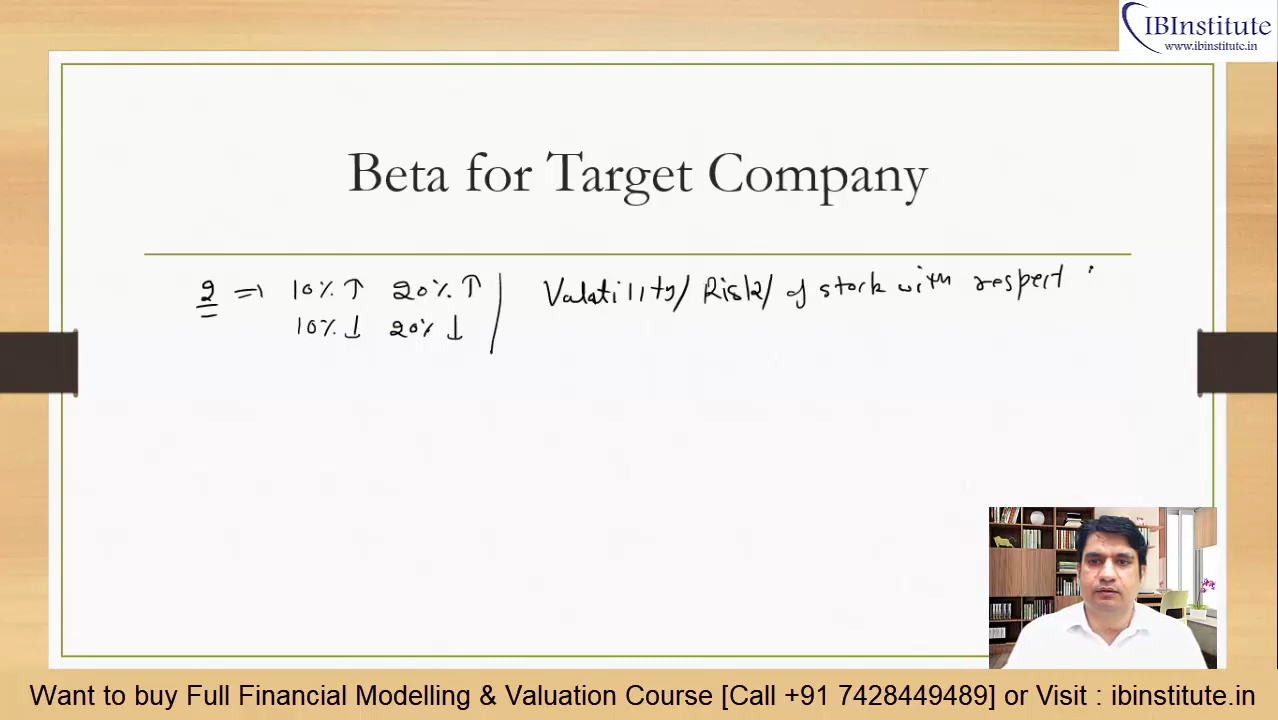 IBInstitute
www.ibinstitute.in
Beta for Target Company
2 => 10% ↑ 20% ↑ | Valatility/ Risk/ of stock with respect
10% ↓ 20% ↓
Want to buy Full Financial Modelling & Valuation Course [Call +91 7428449489] or Visit : ibinstitute.in